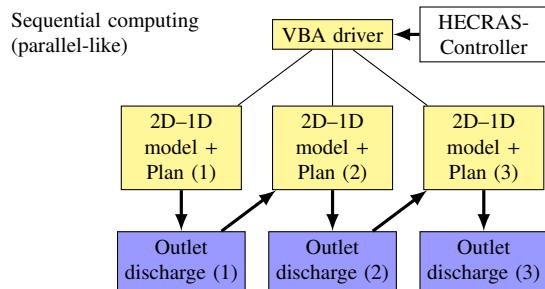 Sequential computing
(parallel-like)
VBA driver
HECRAS-
Controller
2D–1D
model +
Plan (1)
2D–1D
model +
Plan (2)
2D–1D
model +
Plan (3)
Outlet
discharge (1)
Outlet
discharge (2)
Outlet
discharge (3)